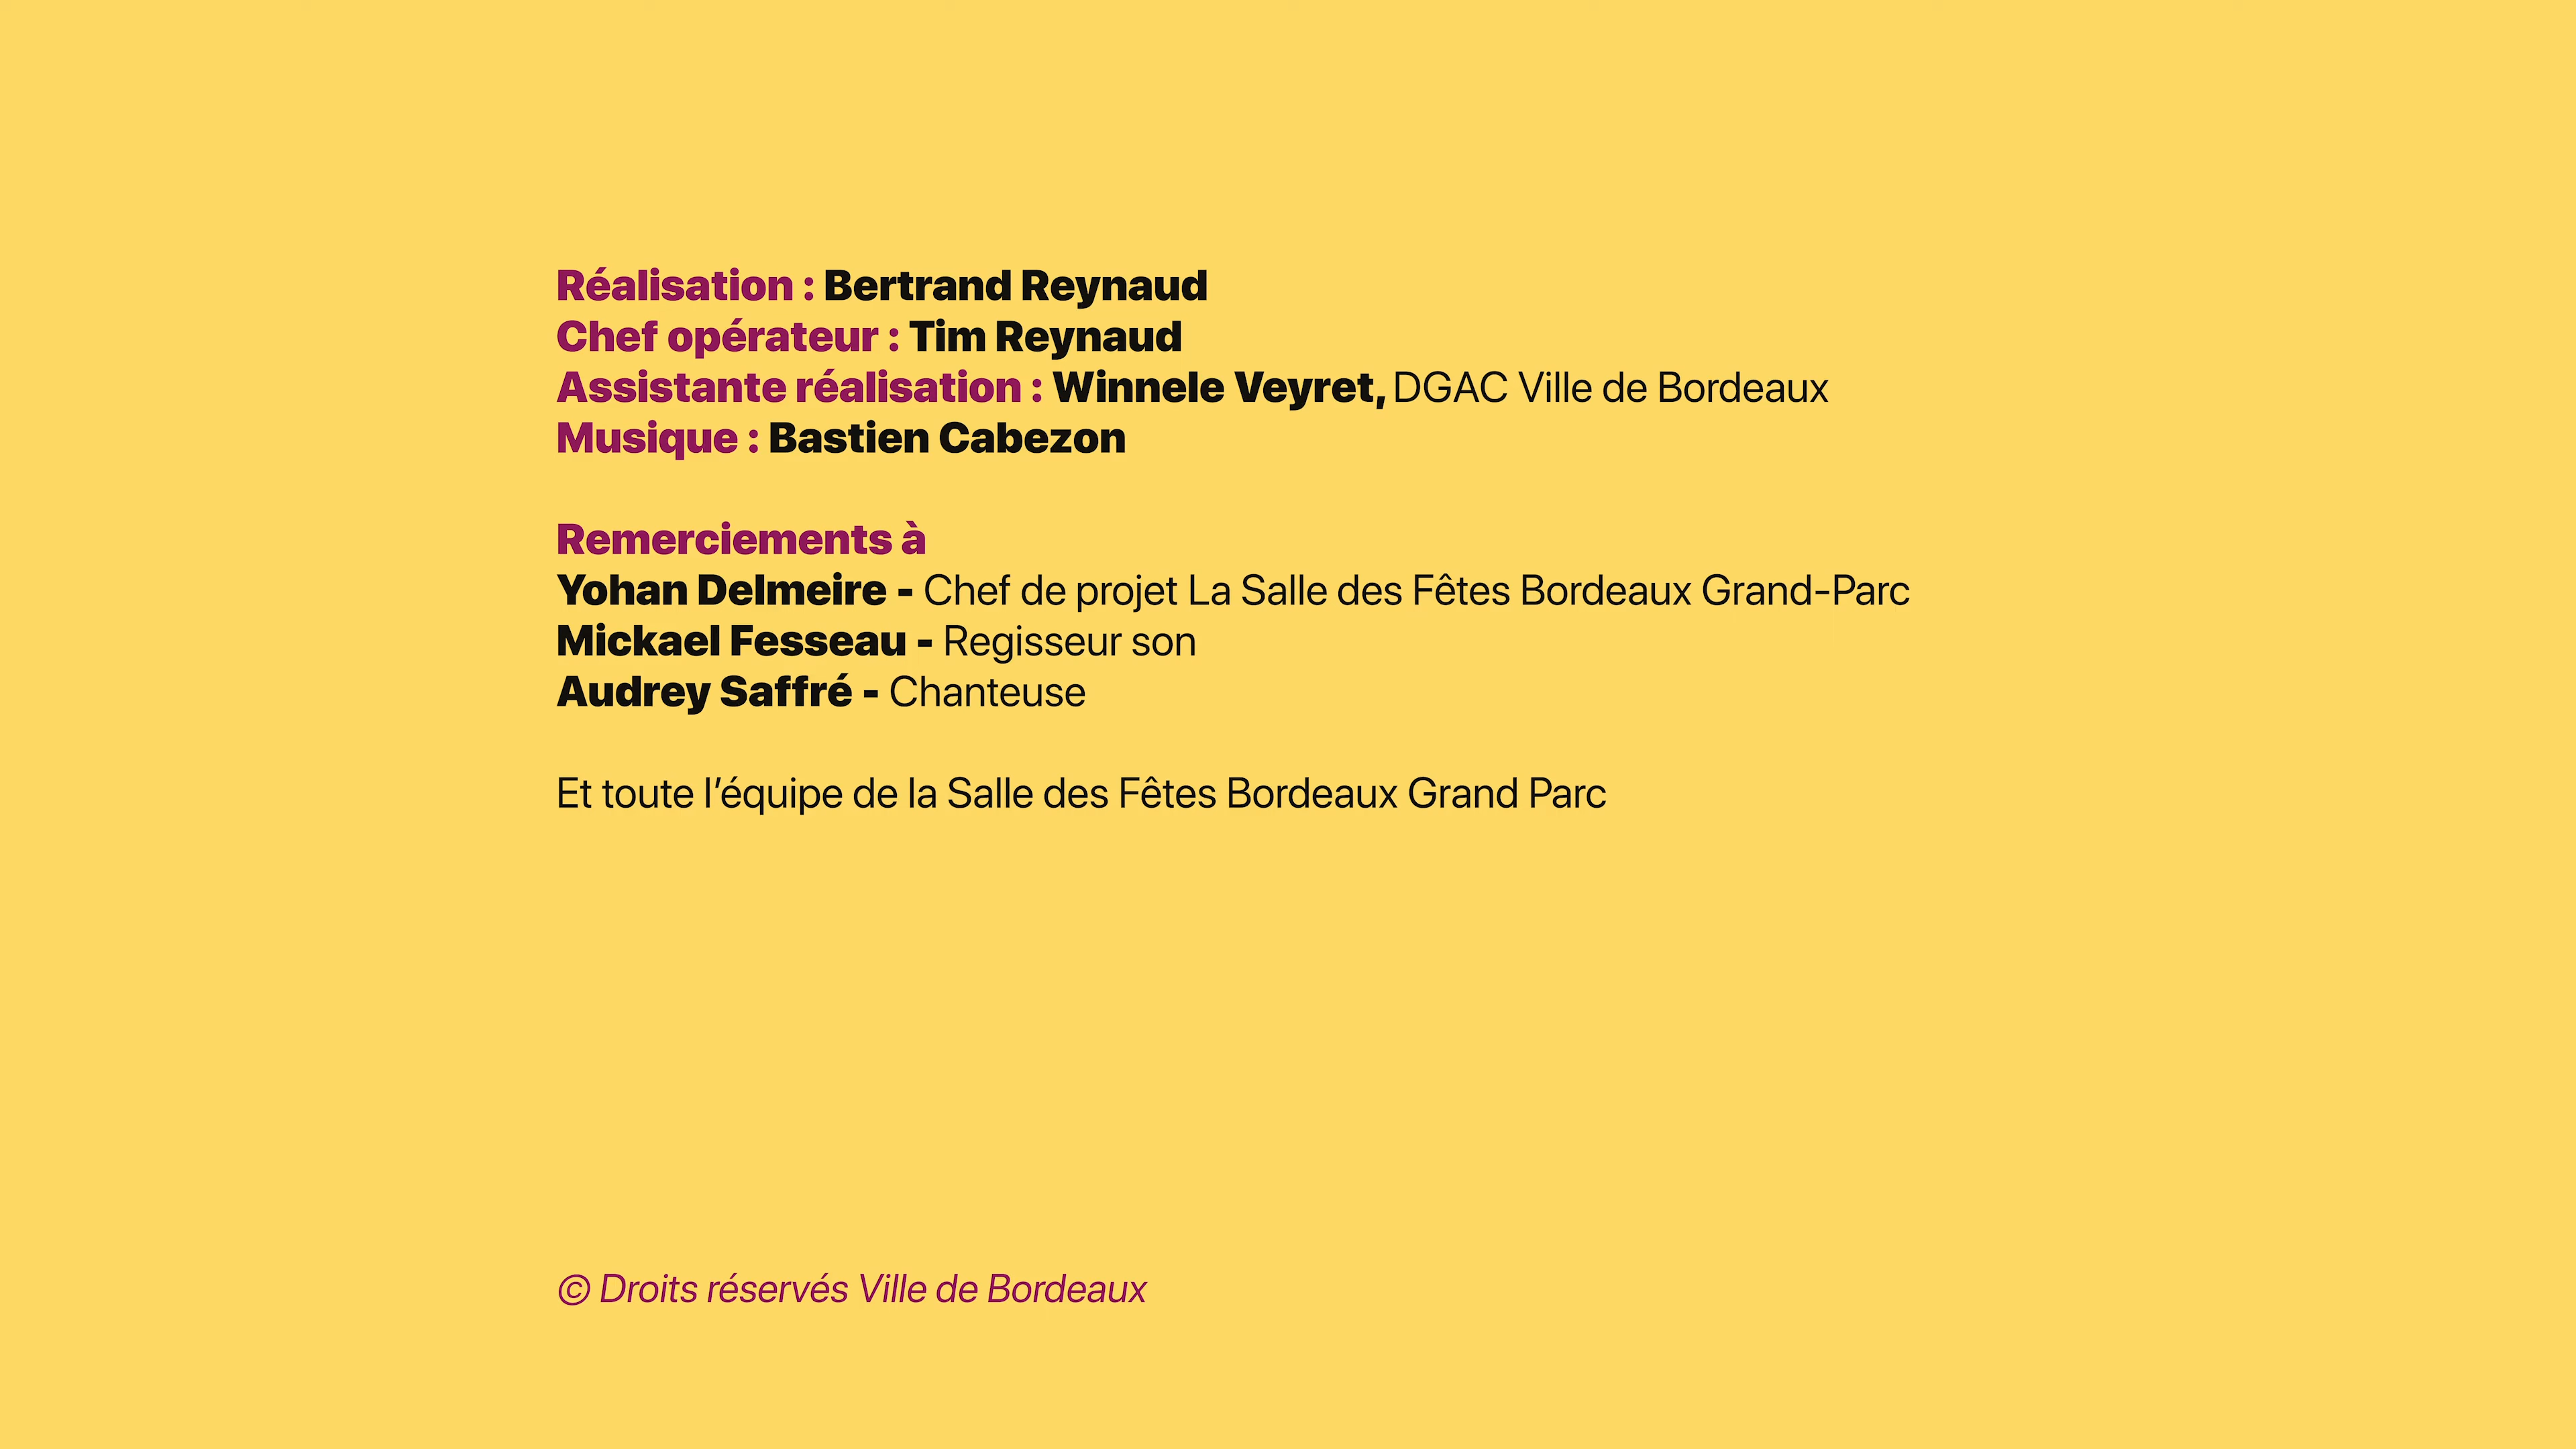 Réalisation : Bertrand Reynaud
Chef opérateur : Tim Reynaud
Assistante réalisation : Winnele Veyret, DGAC Ville de Bordeaux
Musique : Bastien Cabezon
Remerciements à
Yohan Delmeire - Chef de projet La Salle des Fêtes Bordeaux Grand-Parc
Mickael Fesseau - Regisseur son
Audrey Saffré - Chanteuse
Et toute l’équipe de la Salle des Fêtes Bordeaux Grand Parc
© Droits réservés Ville de Bordeaux